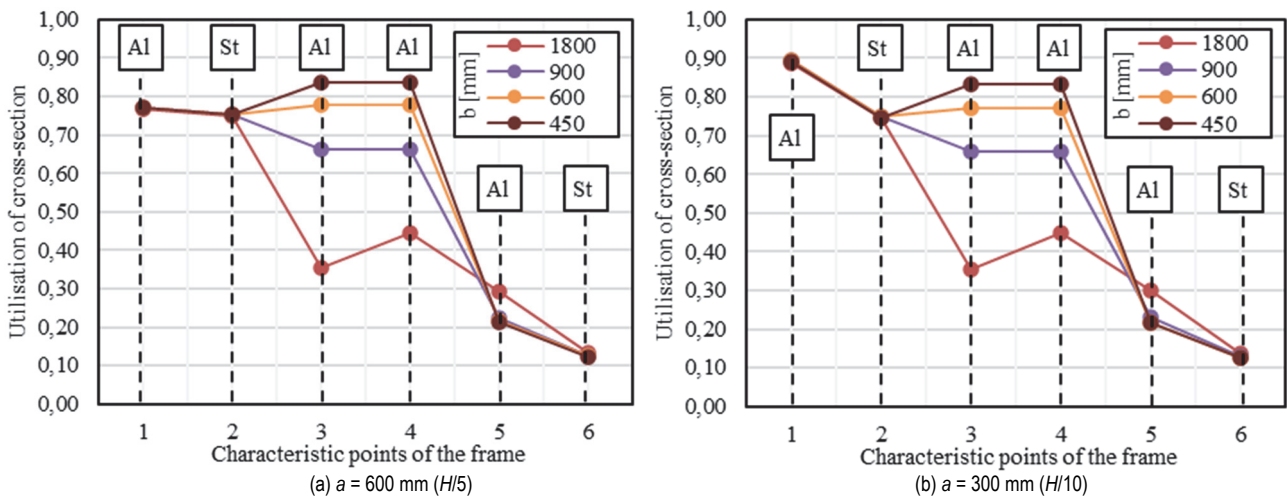 1,00
0,90
0,80
0,70
0,60
0,50
0,40
0,30
0,20
0,10
0,00
Utilisation of cross-section
Al
St
Al
Al
Al
St
b [mm]
1800
900
600
450
1 2 3 4 5 6
Characteristic points of the frame
(a) a = 600 mm (H/5)
1,00
0,90
0,80
0,70
0,60
0,50
0,40
0,30
0,20
0,10
0,00
Utilisation of cross-section
Al
St
Al
Al
Al
St
b [mm]
1800
900
600
450
1 2 3 4 5 6
Characteristic points of the frame
(b) a = 300 mm (H/10)